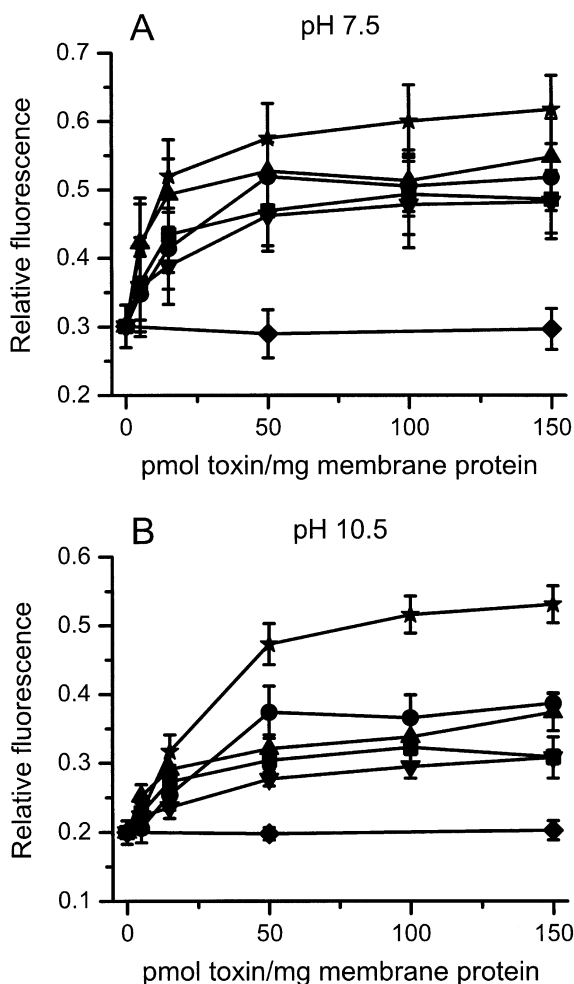 A
pH 7.5
0.7
0.6
0.5
0.4
0.3
0.2
Relative fluorescence
0 50 100 150
pmol toxin/mg membrane protein
B
pH 10.5
0.6
0.5
0.4
0.3
0.2
0.1
Relative fluorescence
0 50 100 150
pmol toxin/mg membrane protein